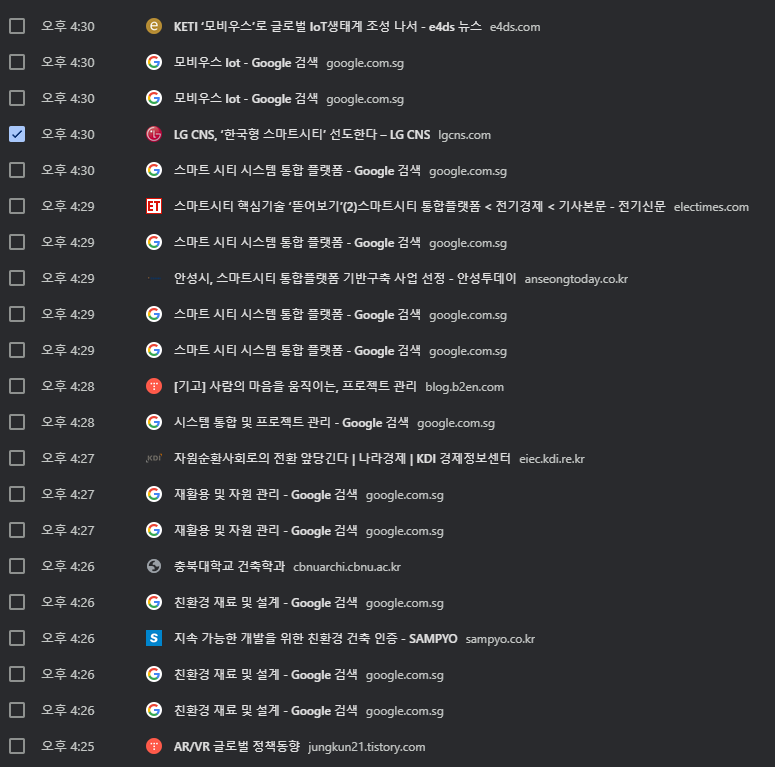 오후 4:30 e KETI ‘모비우스’로 글로벌 IoT생태계 조성 나서 - e4ds 뉴스 e4ds.com
오후 4:30 모비우스 Iot - Google 검색 google.com.sg
오후 4:30 모비우스 Iot - Google 검색 google.com.sg
오후 4:30 LG CNS, ‘한국형 스마트시티’ 선도한다 – LG CNS lgcns.com
오후 4:30 스마트 시티 시스템 통합 플랫폼 - Google 검색 google.com.sg
오후 4:29 ET 스마트시티 핵심기술 ‘뜯어보기’(2)스마트시티 통합플랫폼 < 전기경제 < 기사본문 - 전기신문 electimes.com
오후 4:29 스마트 시티 시스템 통합 플랫폼 - Google 검색 google.com.sg
오후 4:29 안성시, 스마트시티 통합플랫폼 기반구축 사업 선정 - 안성투데이 anseongtoday.co.kr
오후 4:29 스마트 시티 시스템 통합 플랫폼 - Google 검색 google.com.sg
오후 4:29 스마트 시티 시스템 통합 플랫폼 - Google 검색 google.com.sg
오후 4:28 [기고] 사람의 마음을 움직이는, 프로젝트 관리 blog.b2en.com
오후 4:28 시스템 통합 및 프로젝트 관리 - Google 검색 google.com.sg
오후 4:27 KDI 자원순환사회로의 전환 앞당긴다 | 나라경제 | KDI 경제정보센터 eiec.kdi.re.kr
오후 4:27 재활용 및 자원 관리 - Google 검색 google.com.sg
오후 4:27 재활용 및 자원 관리 - Google 검색 google.com.sg
오후 4:26 충북대학교 건축학과 cbnuarchi.cbnu.ac.kr
오후 4:26 친환경 재료 및 설계 - Google 검색 google.com.sg
오후 4:26 S 지속 가능한 개발을 위한 친환경 건축 인증 - SAMPYO sampyo.co.kr
오후 4:26 친환경 재료 및 설계 - Google 검색 google.com.sg
오후 4:26 친환경 재료 및 설계 - Google 검색 google.com.sg
오후 4:25 AR/VR 글로벌 정책동향 jungkun21.tistory.com